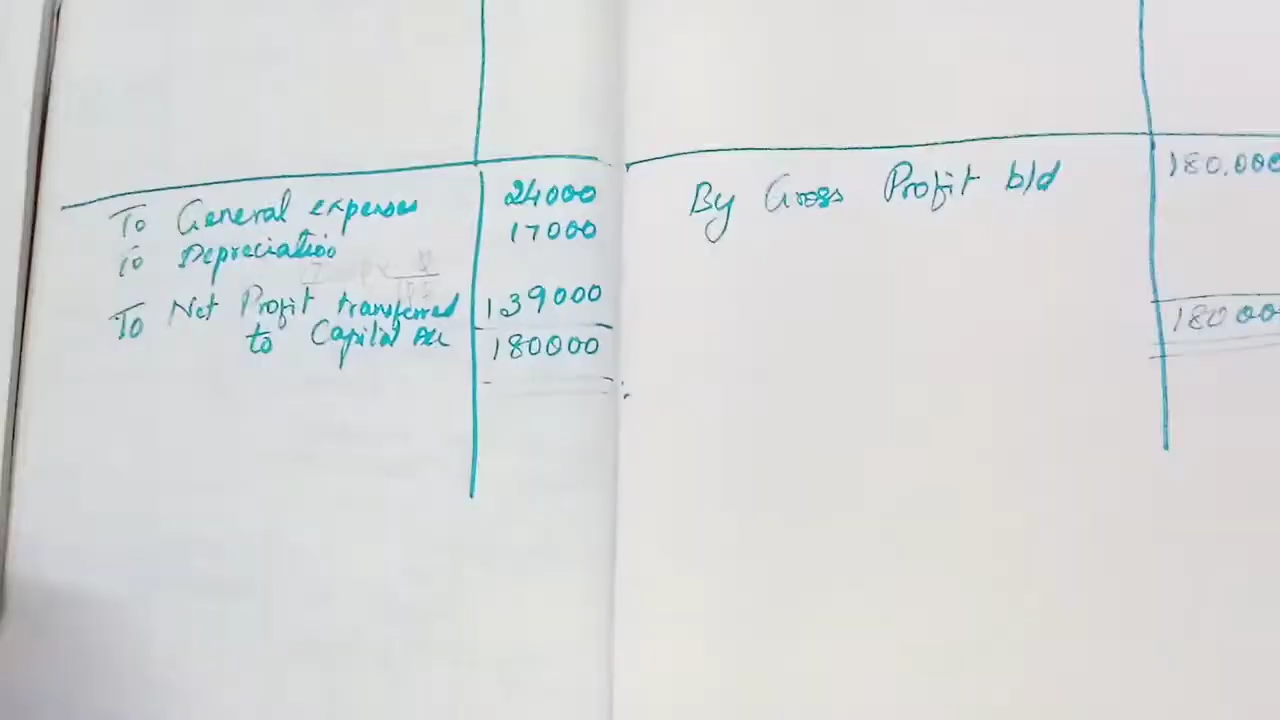 To General expenses 24000
To Depreciation 17000
To Net Profit transferred 139000
to Capital A/c 180000
By Gross Profit b/d 180,000
180000